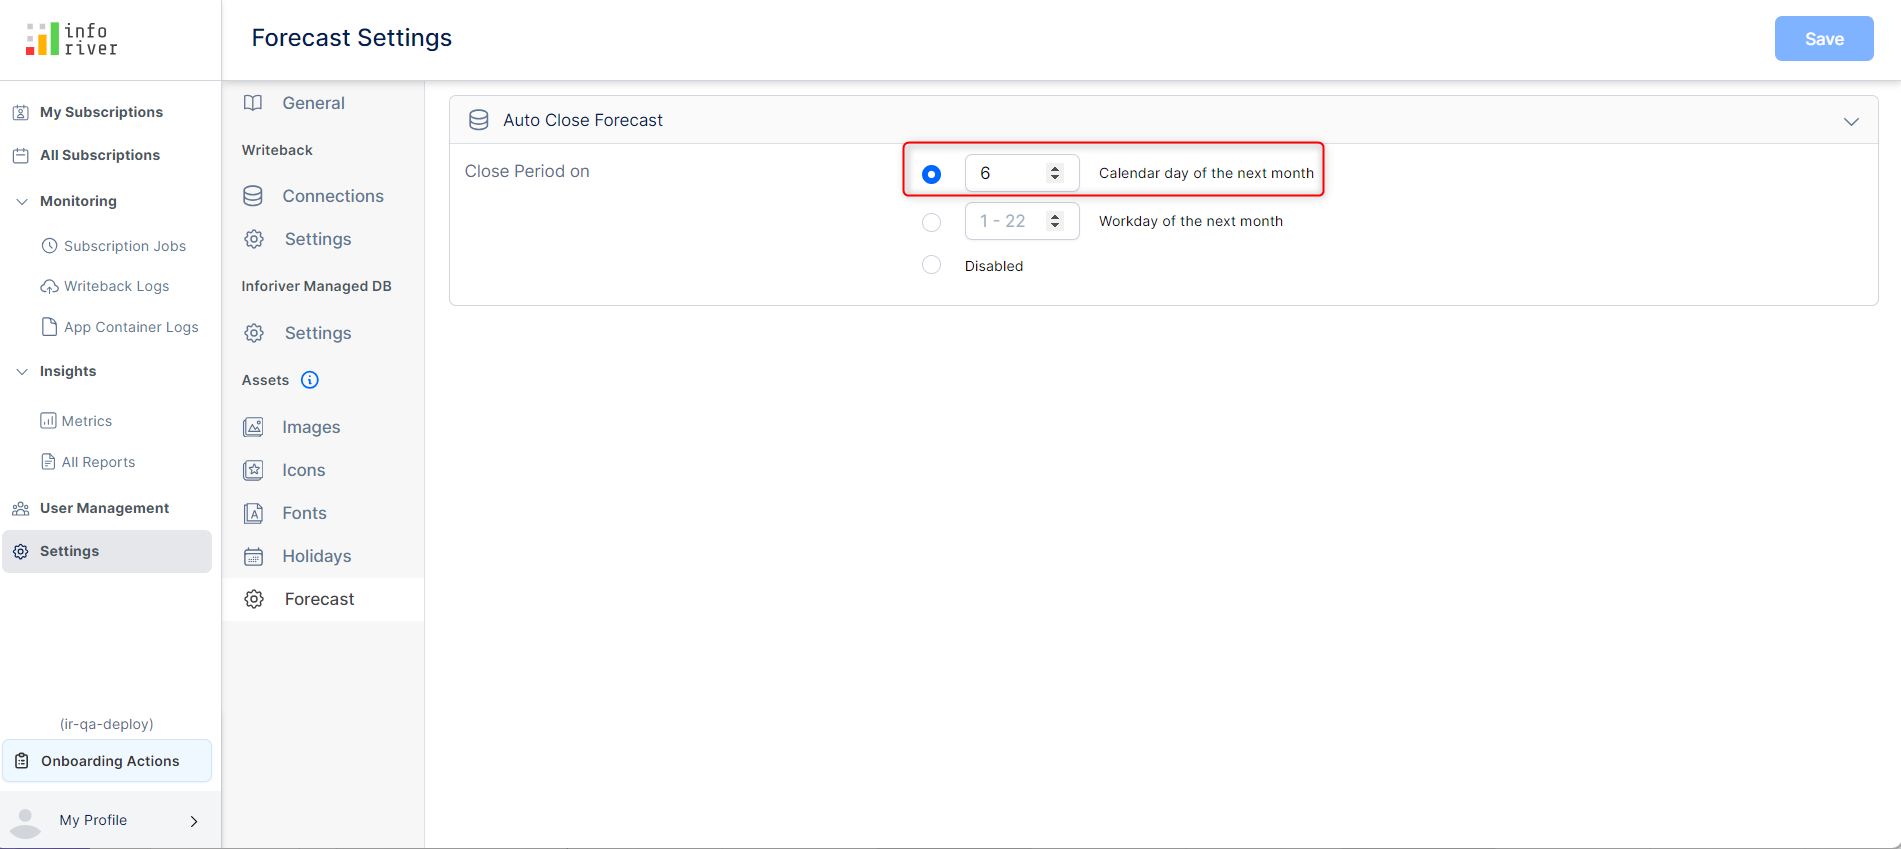 info
river
Forecast Settings
Save
My Subscriptions
All Subscriptions
Monitoring
Subscription Jobs
Writeback Logs
App Container Logs
Insights
Metrics
All Reports
User Management
Settings
(ir-qa-deploy)
Onboarding Actions
My Profile
General
Writeback
Connections
Settings
Inforiver Managed DB
Settings
Assets
Images
Icons
Fonts
Holidays
Forecast
Auto Close Forecast
Close Period on
6 Calendar day of the next month
1 - 22 Workday of the next month
Disabled